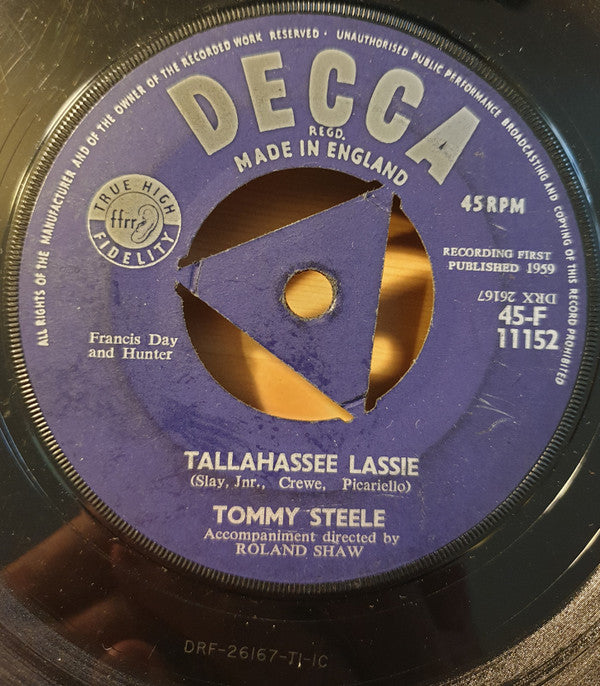 ALL RIGHTS OF THE MANUFACTURER AND OF THE OWNER OF THE RECORDED WORK RESERVED · UNAUTHORISED PUBLIC PERFORMANCE BROADCASTING AND COPYING OF THIS RECORD PROHIBITED
DECCA
REGD.
MADE IN ENGLAND
TRUE HIGH
ffrr
FIDELITY
45 RPM
RECORDING FIRST
PUBLISHED 1959
DRX 26167
45-F
11152
Francis Day
and Hunter
TALLAHASSEE LASSIE
(Slay, Jnr., Crewe, Picariello)
TOMMY STEELE
Accompaniment directed by
ROLAND SHAW
DRF-26167-T1-1C